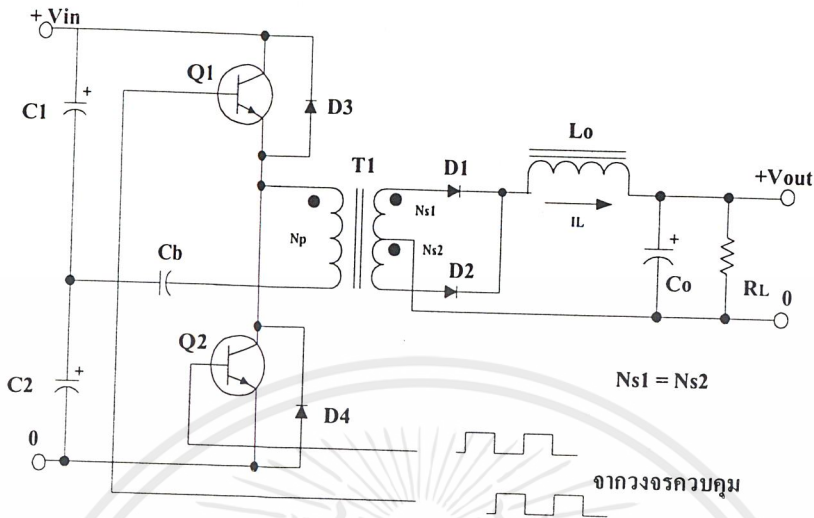 + Vin
Q1
C1
+
D3
T1
D1
Lo
+Vout
Np
Ns1
Ns2
IL
Cb
D2
+
Co
RL
0
Q2
C2
+
D4
Ns1 = Ns2
0
จากวงจรควบคุม